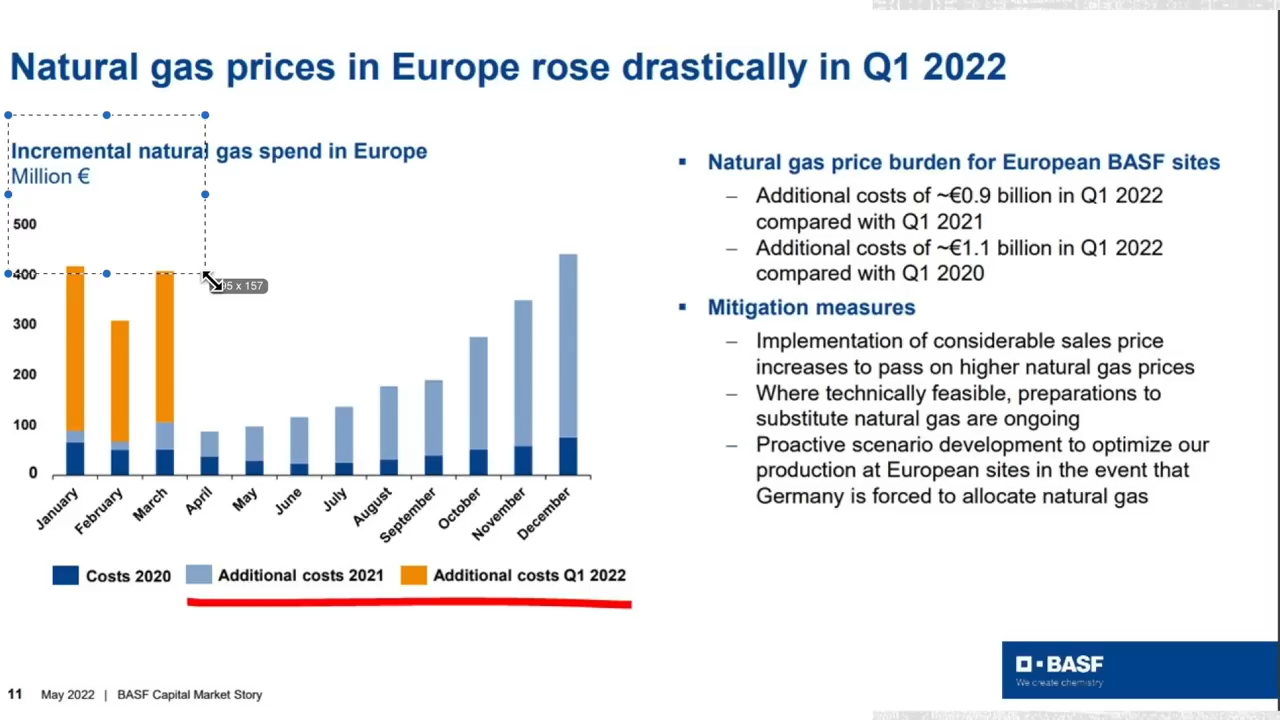 Natural gas prices in Europe rose drastically in Q1 2022
Incremental natural gas spend in Europe
Million €
500
400
300
200
100
0
95 x 157
January
February
March
April
May
June
July
August
September
October
November
December
Costs 2020
Additional costs 2021
Additional costs Q1 2022
▪ Natural gas price burden for European BASF sites
– Additional costs of ~€0.9 billion in Q1 2022
compared with Q1 2021
– Additional costs of ~€1.1 billion in Q1 2022
compared with Q1 2020
▪ Mitigation measures
– Implementation of considerable sales price
increases to pass on higher natural gas prices
– Where technically feasible, preparations to
substitute natural gas are ongoing
– Proactive scenario development to optimize our
production at European sites in the event that
Germany is forced to allocate natural gas
11 May 2022 | BASF Capital Market Story
BASF
We create chemistry